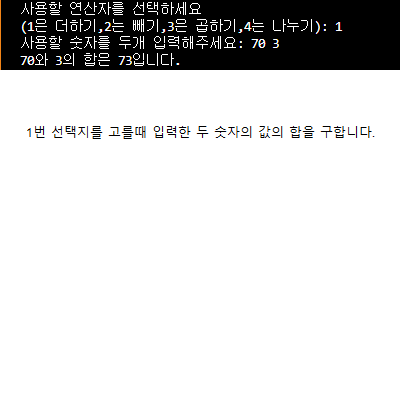 사용할 연산자를 선택하세요
(1은 더하기,2는 빼기,3은 곱하기,4는 나누기): 1
사용할 숫자를 두개 입력해주세요: 70 3
70와 3의 합은 73입니다.
1번 선택지를 고를때 입력한 두 숫자의 값의 합을 구합니다.